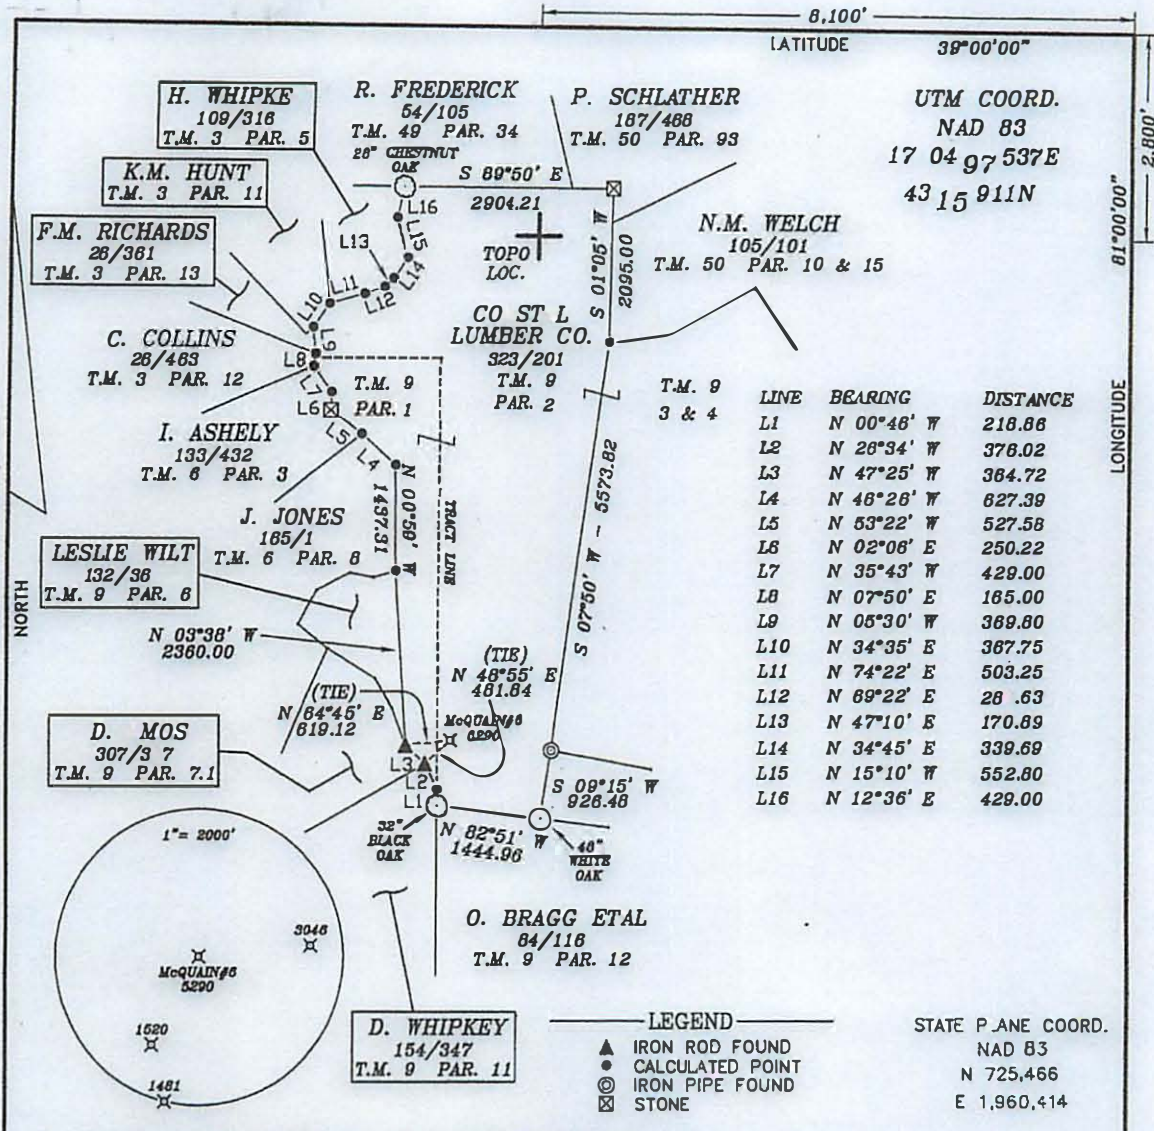 8,100'
LATITUDE 39°00'00"
2,800'
81°00'00"
LONGITUDE
UTM COORD.
NAD 83
17 04 97 537E
43 15 911N
H. WHIPKE
109/316
T.M. 3 PAR. 5
R. FREDERICK
54/105
T.M. 49 PAR. 34
28" CHESTNUT
OAK
P. SCHLATHER
187/468
T.M. 50 PAR. 93
K.M. HUNT
T.M. 3 PAR. 11
S 89°50' E
2904.21
F.M. RICHARDS
26/361
T.M. 3 PAR. 13
L16
L15
L14
L13
L12
L11
L10
L9
L8
L7
L6
L5
L4
TOPO
LOC.
S 01°05' W
2095.00
N.M. WELCH
105/101
T.M. 50 PAR. 10 & 15
C. COLLINS
26/463
T.M. 3 PAR. 12
CO ST L
LUMBER CO.
323/201
T.M. 9
PAR. 2
T.M. 9
PAR. 1
T.M. 9
3 & 4
I. ASHELY
133/432
T.M. 6 PAR. 3
J. JONES
165/1
T.M. 6 PAR. 8
N 00°58' W
1437.31
TRACT LINE
S 07°50' W - 5573.82
LESLIE WILT
132/36
T.M. 9 PAR. 6
NORTH
N 03°38' W
2360.00
(TIE)
N 48°55' E
481.84
(TIE)
N 64°45' E
619.12
McQUAIN#6
5290
D. MOS
307/3 7
T.M. 9 PAR. 7.1
L3
L2
L1
S 09°15' W
926.48
32"
BLACK
OAK
N 82°51' W
1444.96
WHITE
OAK
LINE BEARING DISTANCE
L1 N 00°46' W 218.86
L2 N 26°34' W 376.02
L3 N 47°25' W 364.72
L4 N 46°26' W 627.39
L5 N 53°22' W 527.58
L6 N 02°06' E 250.22
L7 N 35°43' W 429.00
L8 N 07°50' E 165.00
L9 N 05°30' W 369.80
L10 N 34°35' E 367.75
L11 N 74°22' E 503.25
L12 N 69°22' E 28 .63
L13 N 47°10' E 170.69
L14 N 34°45' E 339.69
L15 N 15°10' W 552.80
L16 N 12°36' E 429.00
1"= 2000'
3046
McQUAIN#6
5290
1520
1481
O. BRAGG ETAL
84/116
T.M. 9 PAR. 12
D. WHIPKEY
154/347
T.M. 9 PAR. 11
LEGEND
IRON ROD FOUND
CALCULATED POINT
IRON PIPE FOUND
STONE
STATE P ANE COORD.
NAD 83
N 725,466
E 1,960,414